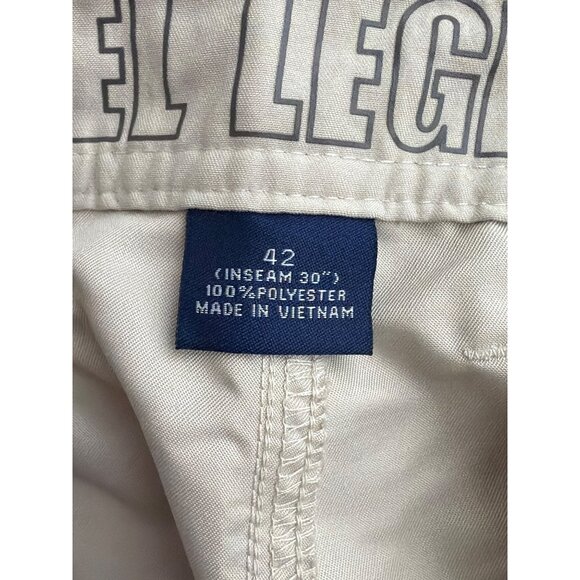 EL LEG
42
(INSEAM 30")
100%POLYESTER
MADE IN VIETNAM